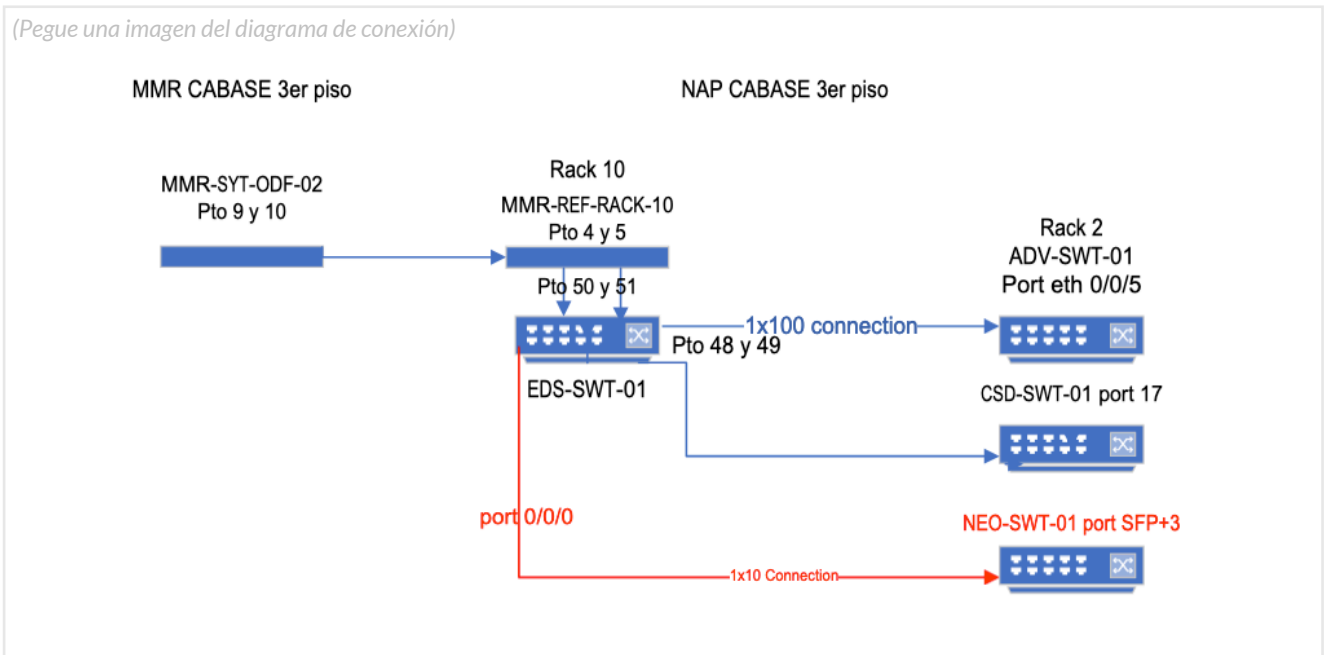 (Pegue una imagen del diagrama de conexión)
MMR CABASE 3er piso
NAP CABASE 3er piso
MMR-SYT-ODF-02
Pto 9 y 10
Rack 10
MMR-REF-RACK-10
Pto 4 y 5
Pto 50 y 51
Rack 2
ADV-SWT-01
Port eth 0/0/5
1x100 connection
Pto 48 y 49
EDS-SWT-01
CSD-SWT-01 port 17
port 0/0/0
NEO-SWT-01 port SFP+3
1x10 Connection